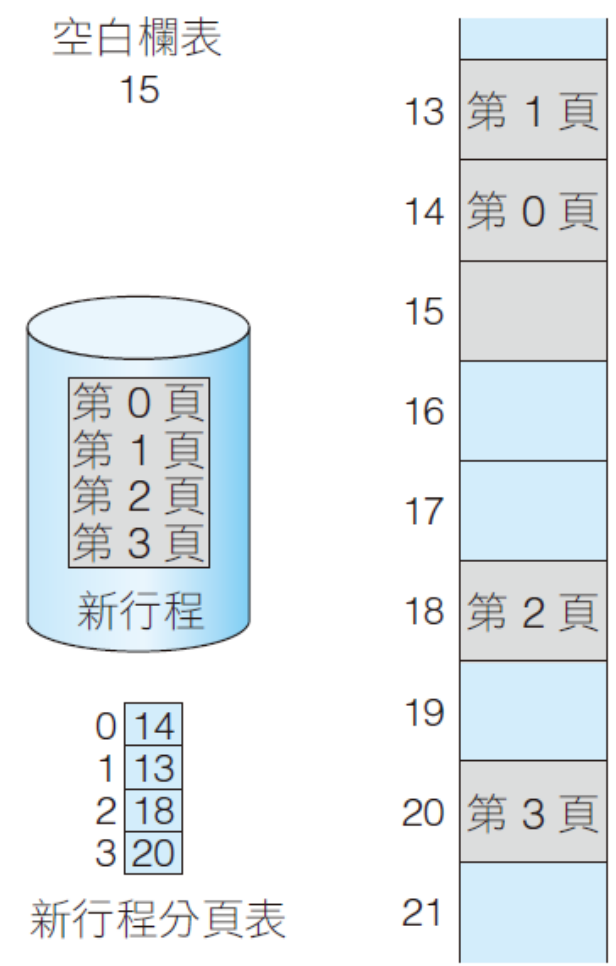 空白欄表
15
第 0 頁
第 1 頁
第 2 頁
第 3 頁
新行程
0 14
1 13
2 18
3 20
新行程分頁表
13 第 1 頁
14 第 0 頁
15
16
17
18 第 2 頁
19
20 第 3 頁
21